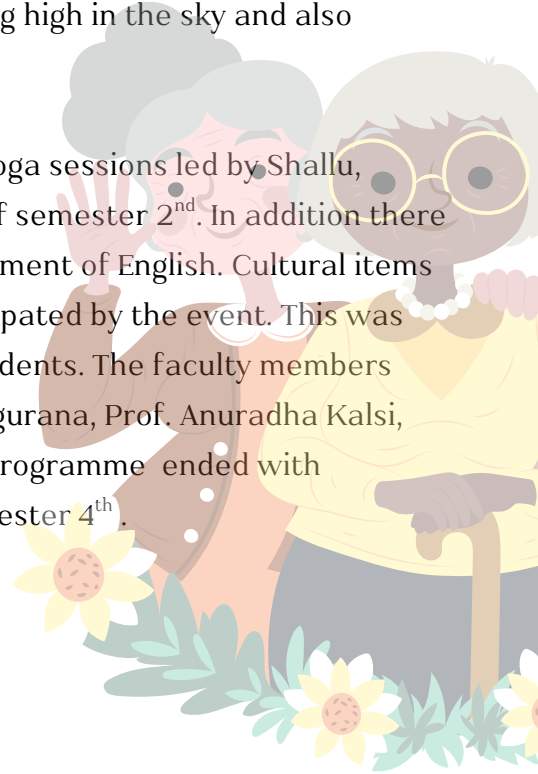 g high in the sky and also
oga sessions led by Shallu,
f semester 2nd. In addition there
ment of English. Cultural items
pated by the event. This was
dents. The faculty members
gurana, Prof. Anuradha Kalsi,
rogramme  ended with
ester 4th .